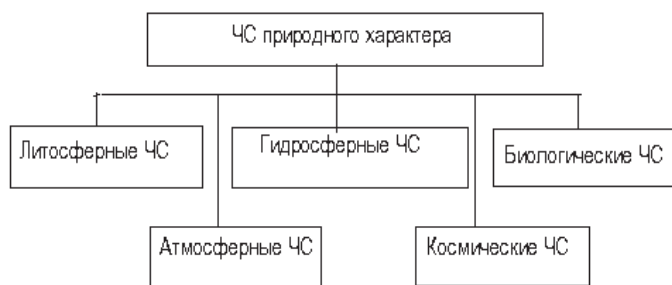 ЧС природного характера
Литосферные ЧС
Гидросферные ЧС
Биологические ЧС
Атмосферные ЧС
Космические ЧС